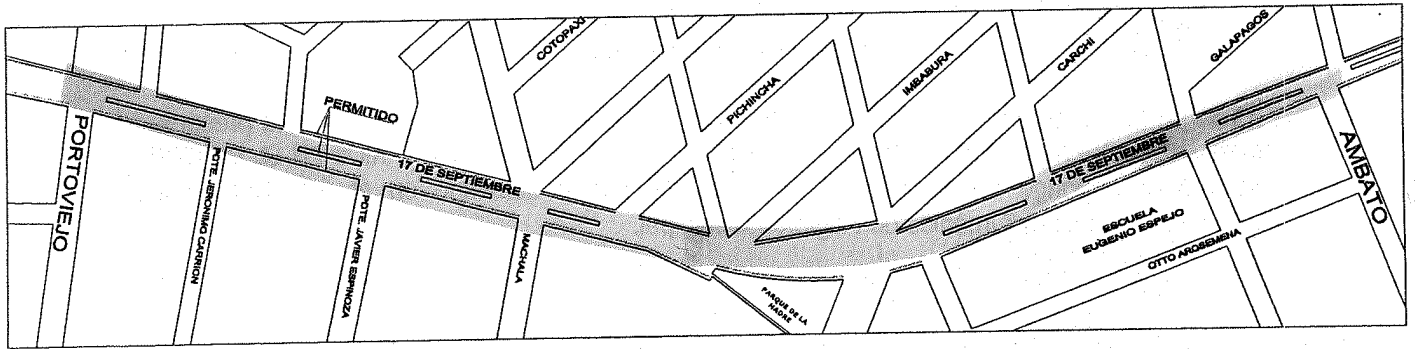 COTOPAXI
PICHINCHA
IMBABURA
CARCHI
GALAPAGOS
PERMITIDO
17 DE SEPTIEMBRE
17 DE SEPTIEMBRE
PORTOVIEJO
PDTE. JERONIMO CARRION
PDTE. JAVIER ESPINOZA
MACHALA
PARQUE DE LA
MADRE
ESCUELA
EUGENIO ESPEJO
OTTO AROSEMENA
AMBATO